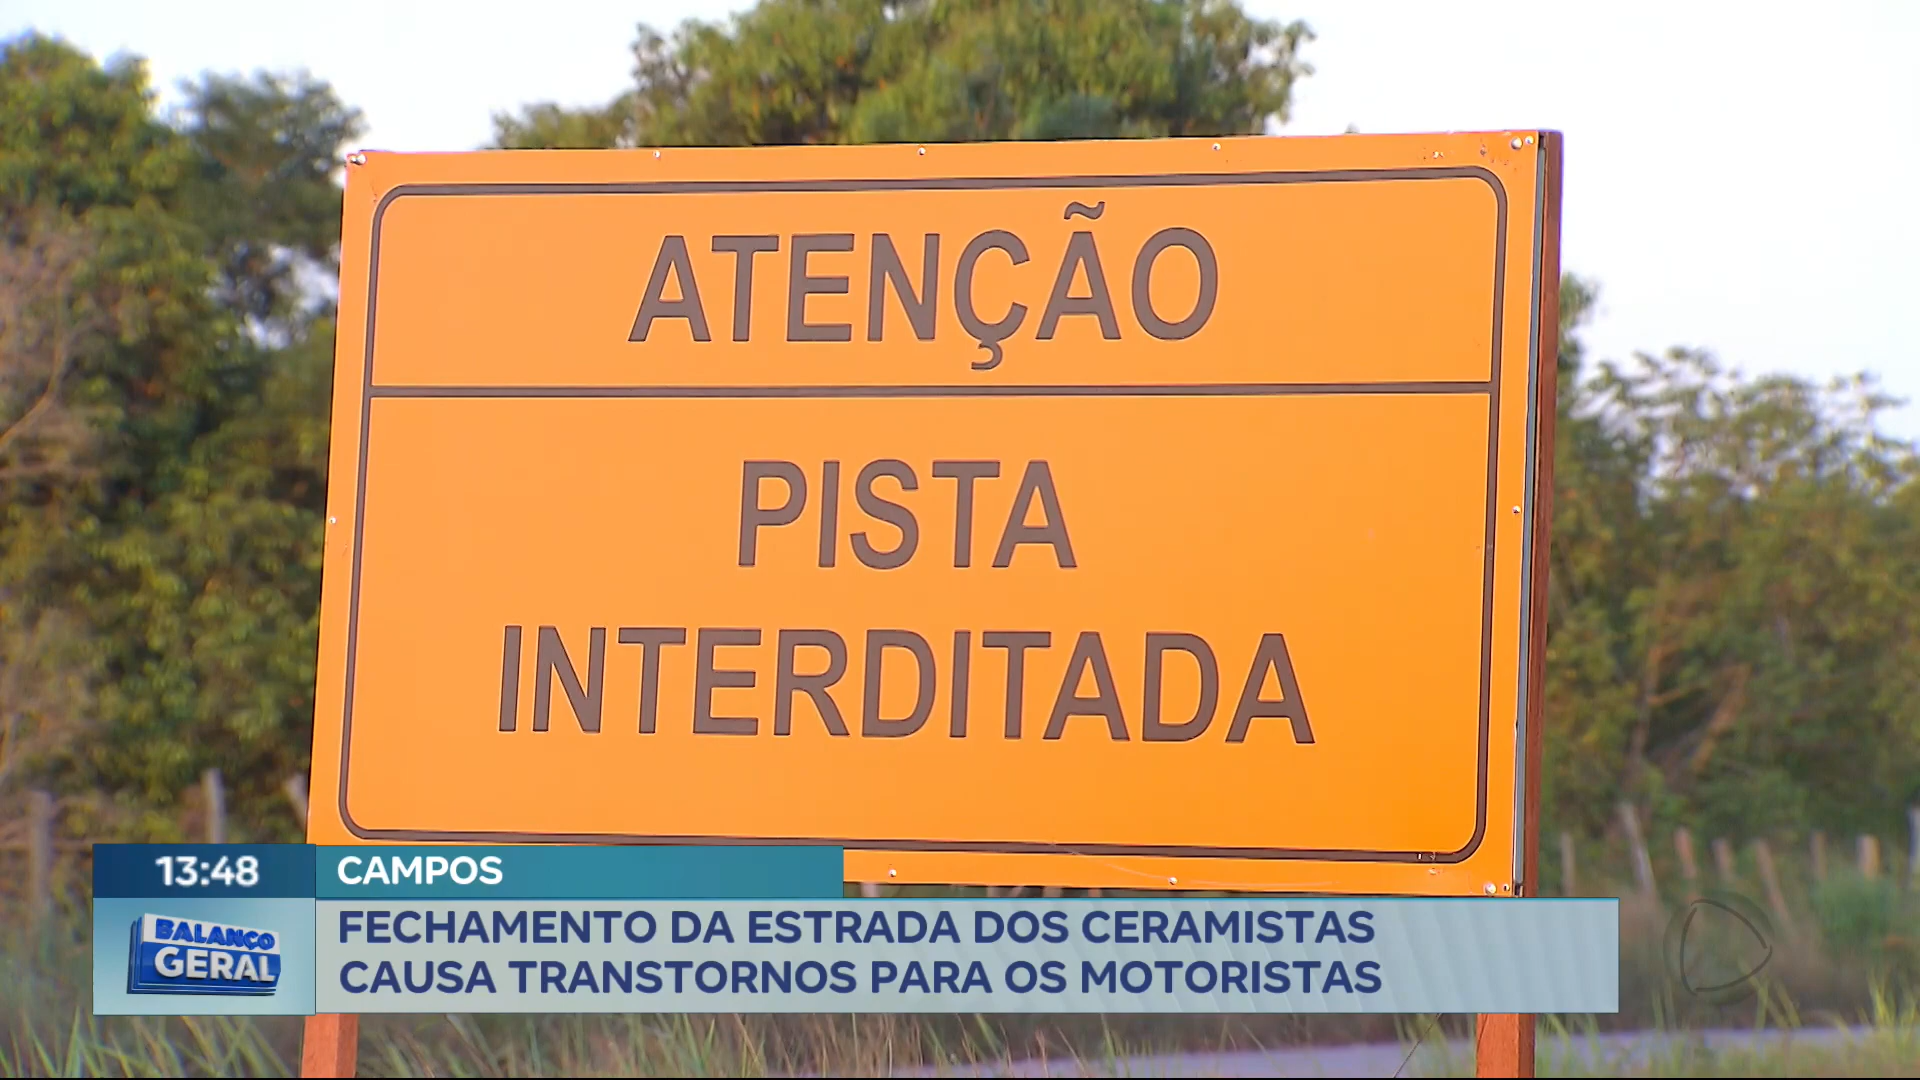 ATENÇÃO
PISTA
INTERDITADA
13:48
CAMPOS
BALANÇO
GERAL
FECHAMENTO DA ESTRADA DOS CERAMISTAS
CAUSA TRANSTORNOS PARA OS MOTORISTAS